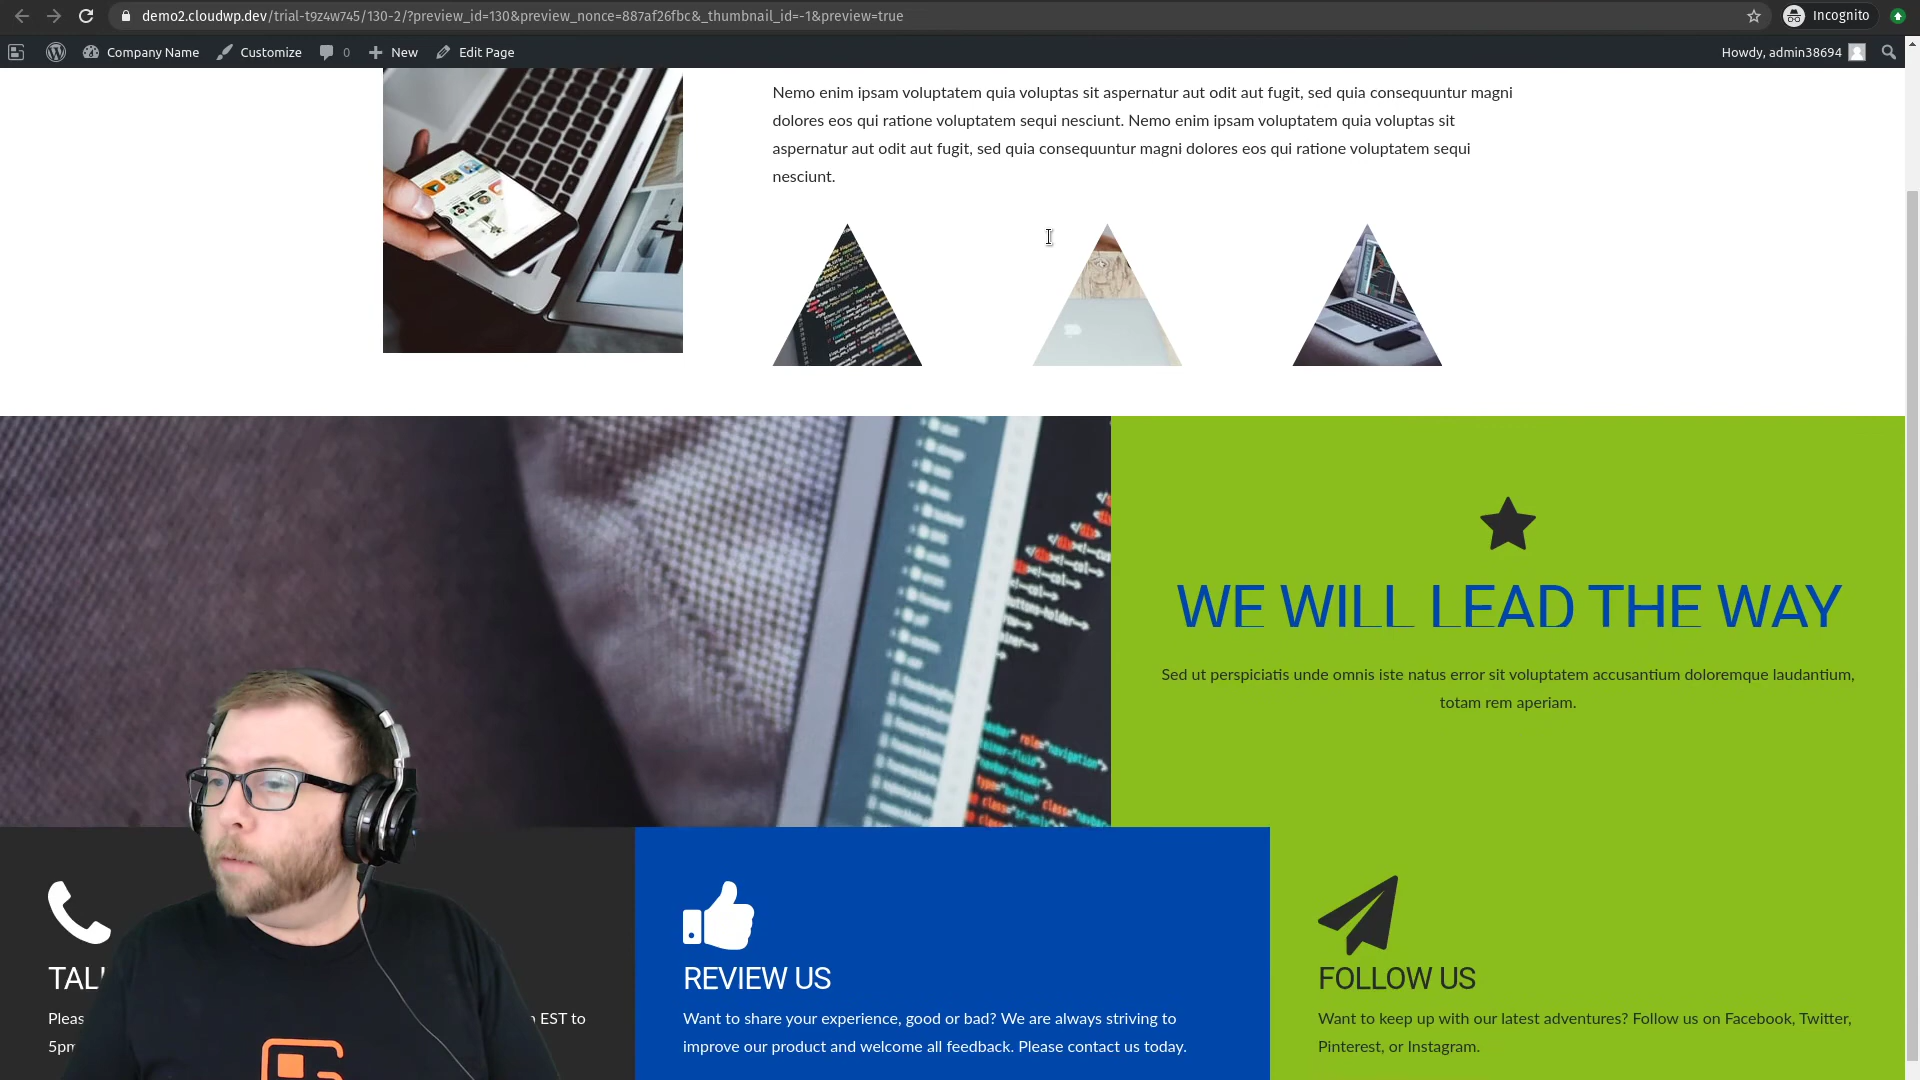 demo2.cloudwp.dev/trial-t9z4w745/130-2/?preview_id=130&preview_nonce=887af26fbc&_thumbnail_id=-1&preview=true
Incognito
Company Name
Customize
0
New
Edit Page
Howdy, admin38694
Nemo enim ipsam voluptatem quia voluptas sit aspernatur aut odit aut fugit, sed quia consequuntur magni
dolores eos qui ratione voluptatem sequi nesciunt. Nemo enim ipsam voluptatem quia voluptas sit
aspernatur aut odit aut fugit, sed quia consequuntur magni dolores eos qui ratione voluptatem sequi
nesciunt.
WE WILL LEAD THE WAY
Sed ut perspiciatis unde omnis iste natus error sit voluptatem accusantium doloremque laudantium,
totam rem aperiam.
EST to
5pm
REVIEW US
Want to share your experience, good or bad? We are always striving to
improve our product and welcome all feedback. Please contact us today.
FOLLOW US
Want to keep up with our latest adventures? Follow us on Facebook, Twitter,
Pinterest, or Instagram.